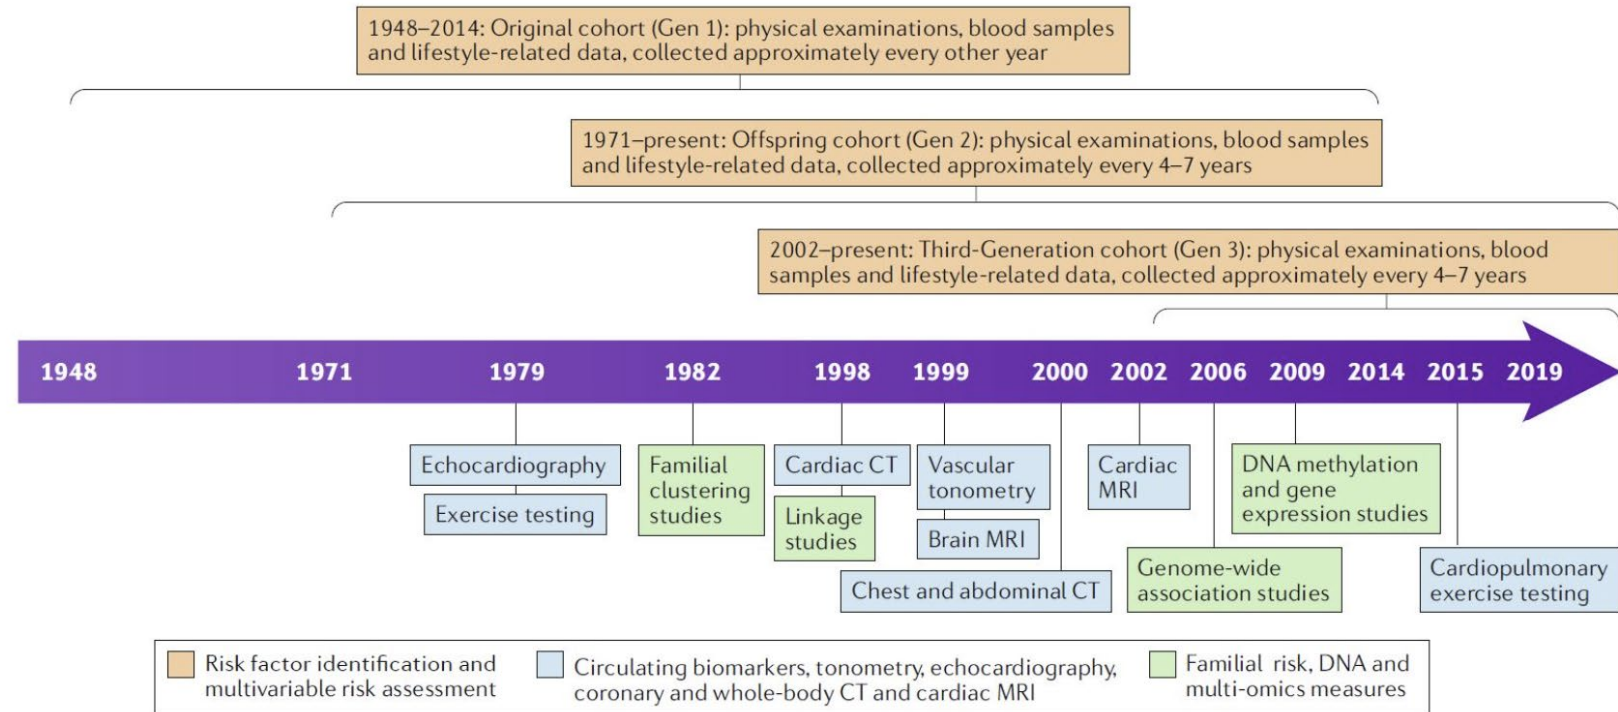 1948–2014: Original cohort (Gen 1): physical examinations, blood samples
and lifestyle-related data, collected approximately every other year
1971–present: Offspring cohort (Gen 2): physical examinations, blood samples
and lifestyle-related data, collected approximately every 4–7 years
2002–present: Third-Generation cohort (Gen 3): physical examinations, blood
samples and lifestyle-related data, collected approximately every 4–7 years
1948 1971 1979 1982 1998 1999 2000 2002 2006 2009 2014 2015 2019
Echocardiography
Exercise testing
Familial
clustering
studies
Cardiac CT
Linkage
studies
Vascular
tonometry
Brain MRI
Chest and abdominal CT
Cardiac
MRI
Genome-wide
association studies
DNA methylation
and gene
expression studies
Cardiopulmonary
exercise testing
Risk factor identification and
multivariable risk assessment
Circulating biomarkers, tonometry, echocardiography,
coronary and whole-body CT and cardiac MRI
Familial risk, DNA and
multi-omics measures